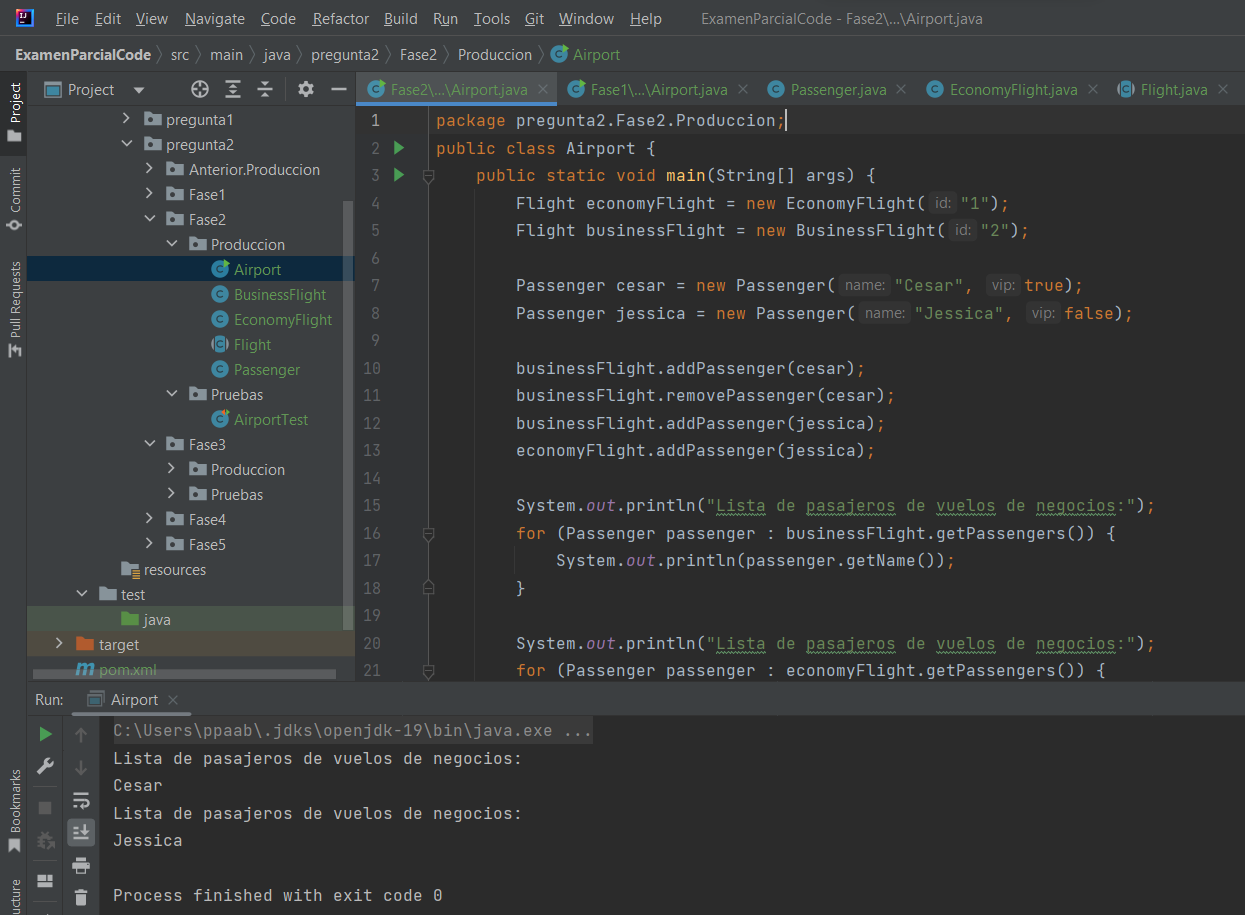 File Edit View Navigate Code Refactor Build Run Tools Git Window Help ExamenParcialCode - Fase2\...\Airport.java
ExamenParcialCode src main java pregunta2 Fase2 Produccion Airport
Project
Commit
Pull Requests
Bookmarks
ucture
Project
pregunta1
pregunta2
Anterior.Produccion
Fase1
Fase2
Produccion
Airport
BusinessFlight
EconomyFlight
Flight
Passenger
Pruebas
AirportTest
Fase3
Produccion
Pruebas
Fase4
Fase5
resources
test
java
target
pom.xml
Fase2\...\Airport.java Fase1\...\Airport.java Passenger.java EconomyFlight.java Flight.java
1 package pregunta2.Fase2.Produccion;
2 public class Airport {
3 public static void main(String[] args) {
4 Flight economyFlight = new EconomyFlight( id: "1");
5 Flight businessFlight = new BusinessFlight( id: "2");
6
7 Passenger cesar = new Passenger( name: "Cesar", vip: true);
8 Passenger jessica = new Passenger( name: "Jessica", vip: false);
9
10 businessFlight.addPassenger(cesar);
11 businessFlight.removePassenger(cesar);
12 businessFlight.addPassenger(jessica);
13 economyFlight.addPassenger(jessica);
14
15 System.out.println("Lista de pasajeros de vuelos de negocios:");
16 for (Passenger passenger : businessFlight.getPassengers()) {
17 System.out.println(passenger.getName());
18 }
19
20 System.out.println("Lista de pasajeros de vuelos de negocios:");
21 for (Passenger passenger : economyFlight.getPassengers()) {
Run: Airport
C:\Users\ppaab\.jdks\openjdk-19\bin\java.exe ...
Lista de pasajeros de vuelos de negocios:
Cesar
Lista de pasajeros de vuelos de negocios:
Jessica
Process finished with exit code 0